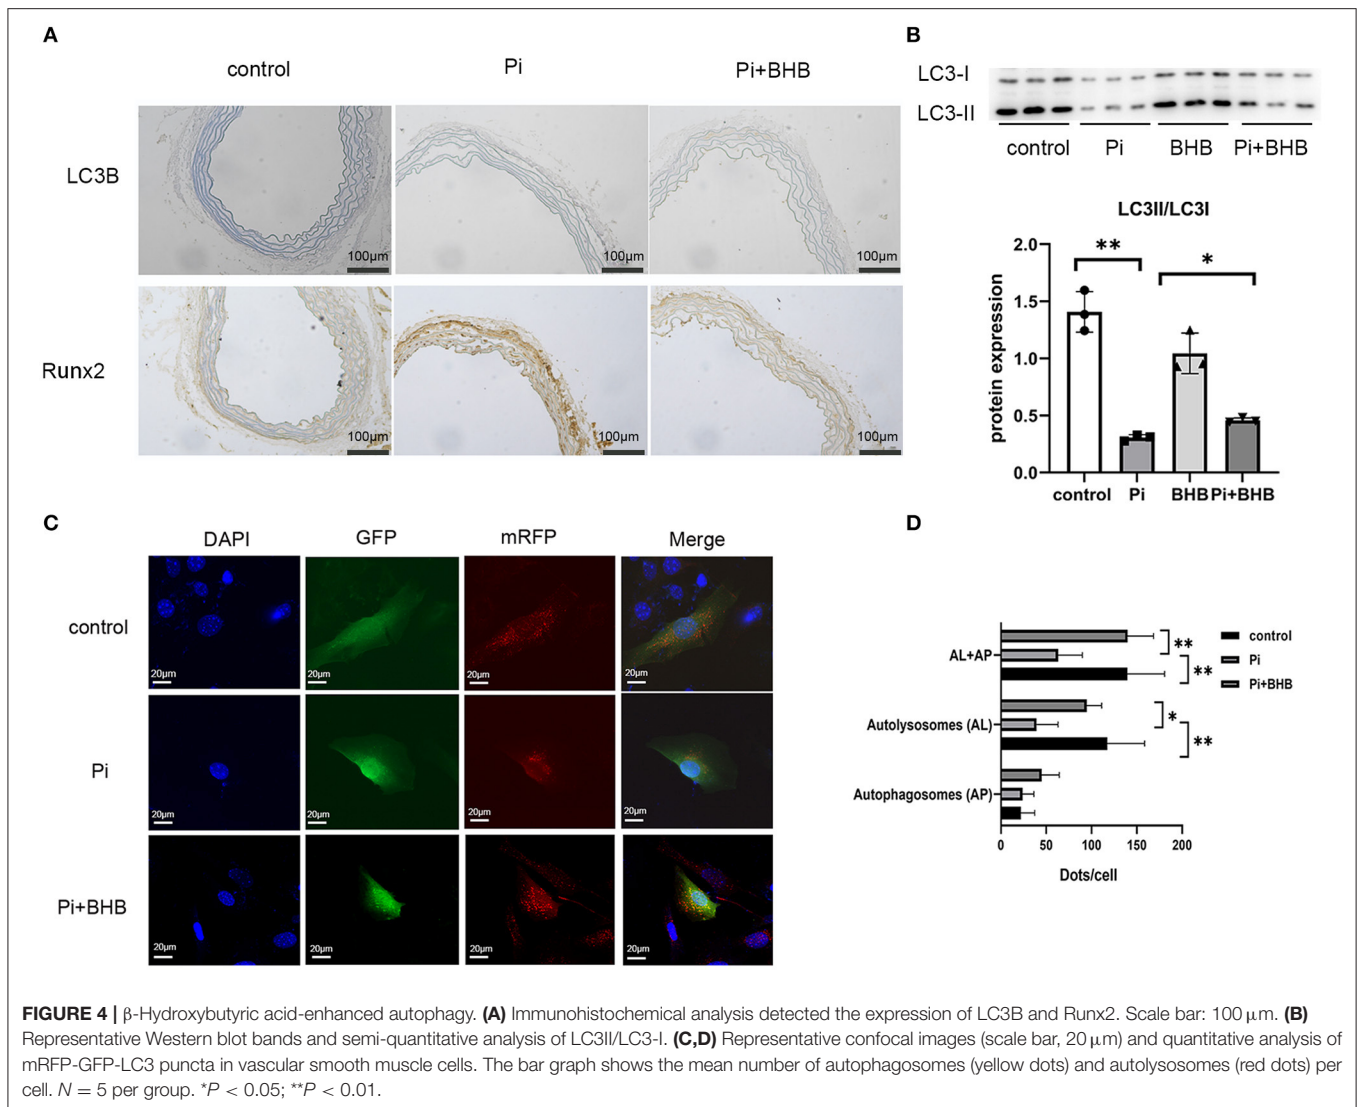 A
control
Pi
Pi+BHB
LC3B
100µm
100µm
100µm
Runx2
100µm
100µm
100µm
B
LC3-I
LC3-II
control
Pi
BHB
Pi+BHB
LC3II/LC3I
protein expression
2.0
1.5
1.0
0.5
0.0
**
*
control
Pi
BHB
Pi+BHB
C
DAPI
GFP
mRFP
Merge
control
20µm
20µm
20µm
20µm
Pi
20µm
20µm
20µm
20µm
Pi+BHB
20µm
20µm
20µm
20µm
D
AL+AP
Autolysosomes (AL)
Autophagosomes (AP)
**
**
*
**
control
Pi
Pi+BHB
0
50
100
150
200
Dots/cell
FIGURE 4 | β-Hydroxybutyric acid-enhanced autophagy. (A) Immunohistochemical analysis detected the expression of LC3B and Runx2. Scale bar: 100 µm. (B)
Representative Western blot bands and semi-quantitative analysis of LC3II/LC3-I. (C,D) Representative confocal images (scale bar, 20 µm) and quantitative analysis of
mRFP-GFP-LC3 puncta in vascular smooth muscle cells. The bar graph shows the mean number of autophagosomes (yellow dots) and autolysosomes (red dots) per
cell. N = 5 per group. *P < 0.05; **P < 0.01.